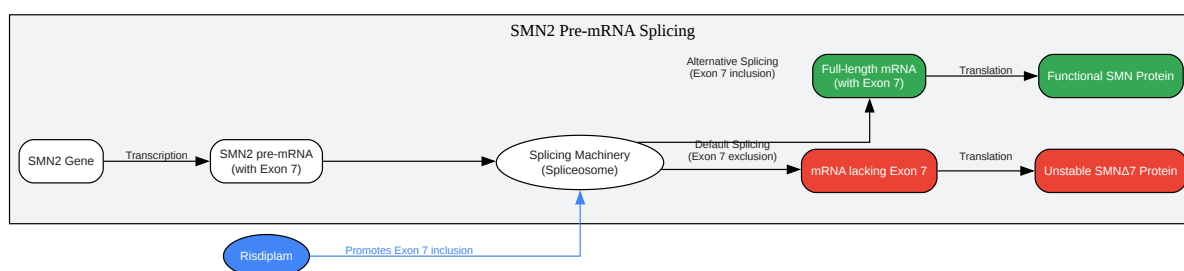 SMN2 Pre-mRNA Splicing
Alternative Splicing
(Exon 7 inclusion)
Full-length mRNA
(with Exon 7)
Translation
Functional SMN Protein
SMN2 Gene
Transcription
SMN2 pre-mRNA
(with Exon 7)
Splicing Machinery
(Spliceosome)
Default Splicing
(Exon 7 exclusion)
mRNA lacking Exon 7
Translation
Unstable SMNΔ7 Protein
Risdiplam
Promotes Exon 7 inclusion